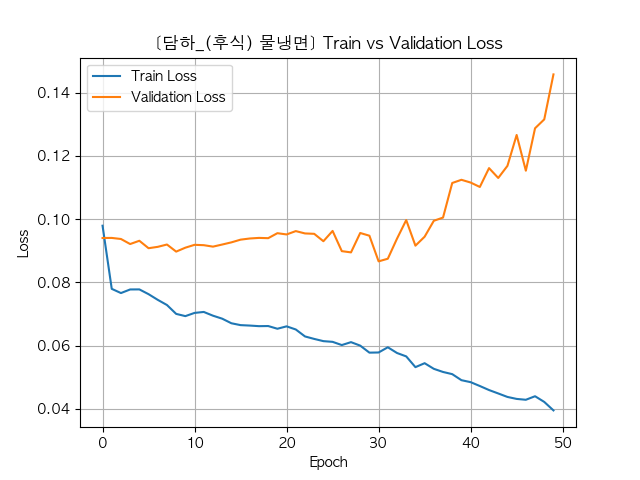 [담하_(후식) 물냉면] Train vs Validation Loss
Train Loss
Validation Loss
Loss
0.14
0.12
0.10
0.08
0.06
0.04
0
10
20
30
40
50
Epoch